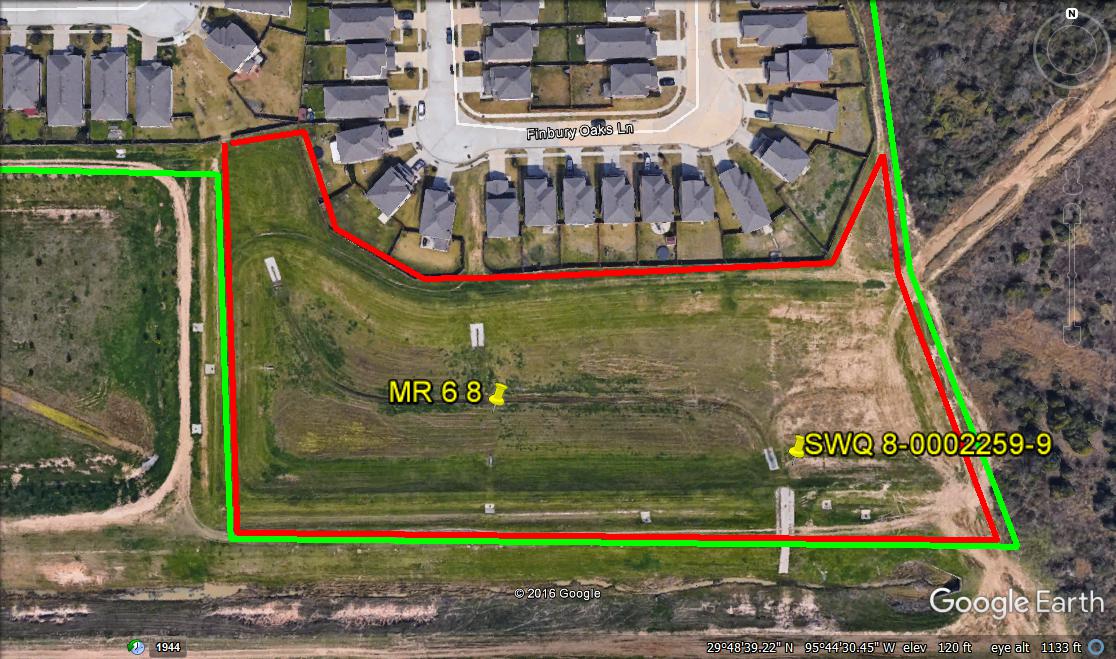 N
Finbury Oaks Ln
MR 6 8
SWQ 8-0002259-9
© 2016 Google
Google Earth
1944
29°48'39.22" N 95°44'30.45" W elev 120 ft eye alt 1133 ft